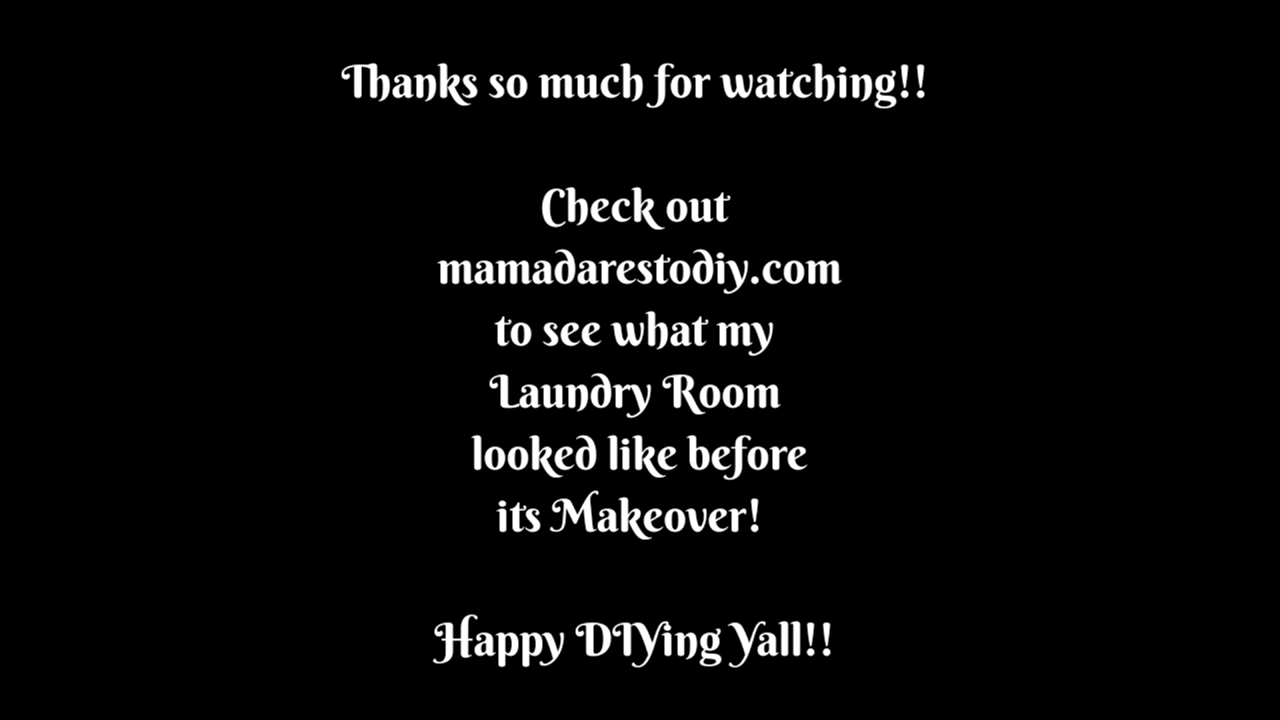 Thanks so much for watching!!
Check out
mamadarestodiy.com
to see what my
Laundry Room
looked like before
its Makeover!
Happy DIYing Yall!!